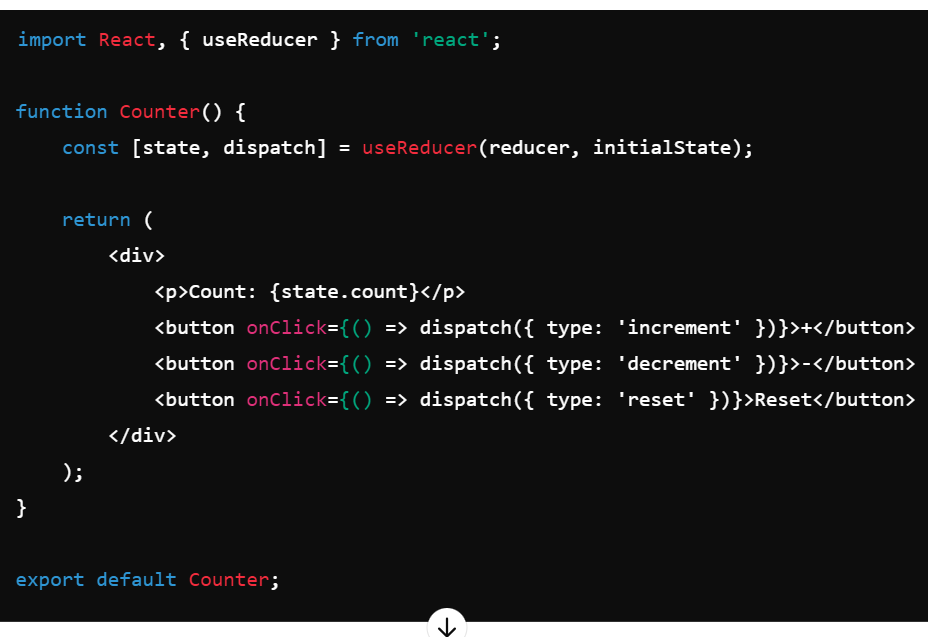 import React, { useReducer } from 'react';
function Counter() {
const [state, dispatch] = useReducer(reducer, initialState);
return (
<div>
<p>Count: {state.count}</p>
<button onClick={() => dispatch({ type: 'increment' })}>+</button>
<button onClick={() => dispatch({ type: 'decrement' })}>-</button>
<button onClick={() => dispatch({ type: 'reset' })}>Reset</button>
</div>
);
}
export default Counter;